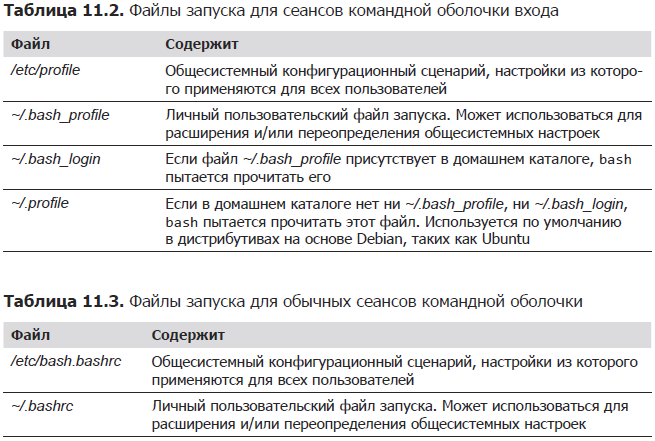 Таблица 11.2. Файлы запуска для сеансов командной оболочки входа
Файл Содержит
/etc/profile Общесистемный конфигурационный сценарий, настройки из которо-
го применяются для всех пользователей
~/.bash_profile Личный пользовательский файл запуска. Может использоваться для
расширения и/или переопределения общесистемных настроек
~/.bash_login Если файл ~/.bash_profile присутствует в домашнем каталоге, bash
пытается прочитать его
~/.profile Если в домашнем каталоге нет ни ~/.bash_profile, ни ~/.bash_login,
bash пытается прочитать этот файл. Используется по умолчанию
в дистрибутивах на основе Debian, таких как Ubuntu
Таблица 11.3. Файлы запуска для обычных сеансов командной оболочки
Файл Содержит
/etc/bash.bashrc Общесистемный конфигурационный сценарий, настройки из которого
применяются для всех пользователей
~/.bashrc Личный пользовательский файл запуска. Может использоваться для
расширения и/или переопределения общесистемных настроек